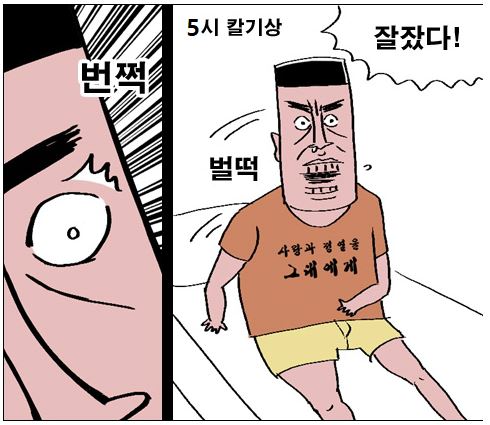 번쩍
5시 칼기상
잘잤다!
벌떡
사랑과 정열을
그대에게